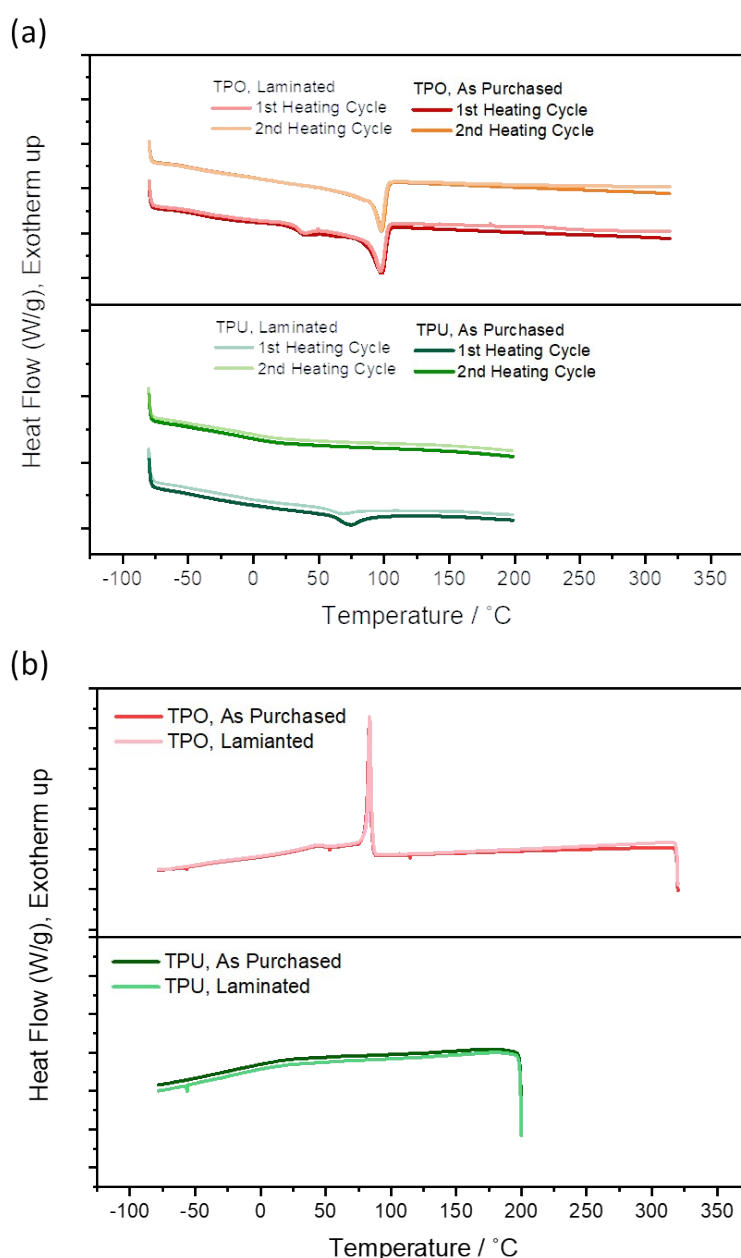 (a)
TPO, Laminated
1st Heating Cycle
2nd Heating Cycle
TPO, As Purchased
1st Heating Cycle
2nd Heating Cycle
TPU, Laminated
1st Heating Cycle
2nd Heating Cycle
TPU, As Purchased
1st Heating Cycle
2nd Heating Cycle
Heat Flow (W/g), Exotherm up
-100 -50 0 50 100 150 200 250 300 350
Temperature / ˚C
(b)
TPO, As Purchased
TPO, Lamianted
TPU, As Purchased
TPU, Laminated
Heat Flow (W/g), Exotherm up
-100 -50 0 50 100 150 200 250 300 350
Temperature / ˚C